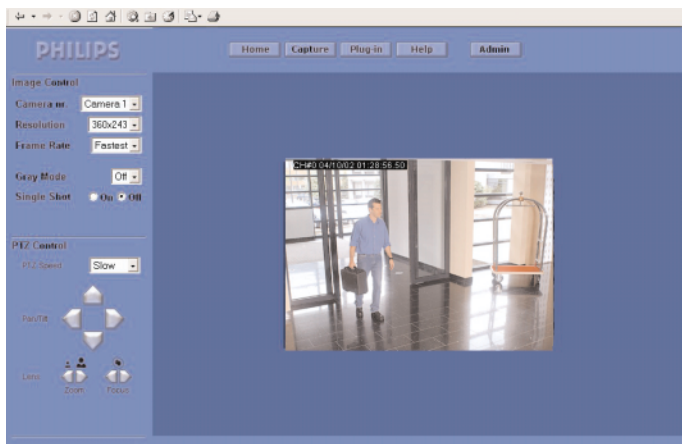 PHILIPS
Home Capture Plug-in Help Admin
Image Control
Camera nr. Camera 1
Resolution 360x243
Frame Rate Fastest
Gray Mode Off
Single Shot On Off
CH#0 04/10/02 01:28:56.50
PTZ Control
PTZ-Speed Slow
Pan/Tilt
Lens
Zoom Focus